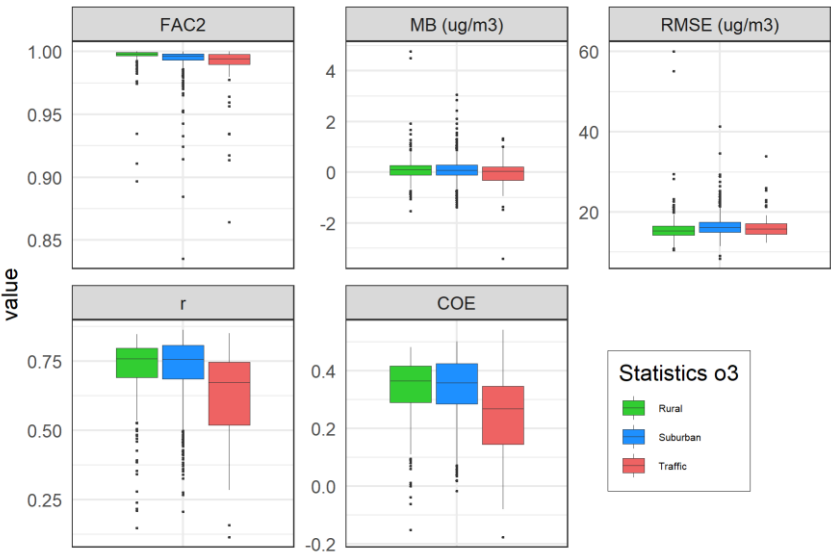 FAC2
MB (ug/m3)
RMSE (ug/m3)
1.00
0.95
0.90
0.85
4
2
0
-2
60
40
20
value
r
COE
0.75
0.50
0.25
0.4
0.2
0.0
-0.2
Statistics o3
Rural
Suburban
Traffic